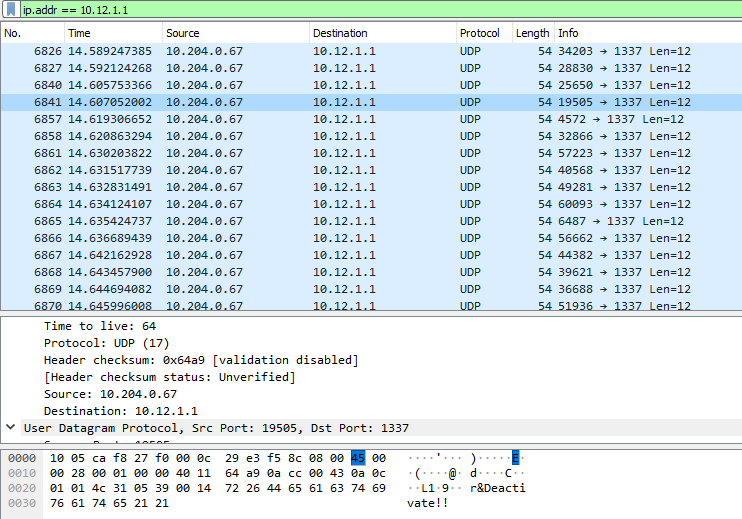 ip.addr == 10.12.1.1
No. Time Source Destination Protocol Length Info
6826 14.589247385 10.204.0.67 10.12.1.1 UDP 54 34203 → 1337 Len=12
6827 14.592124268 10.204.0.67 10.12.1.1 UDP 54 28830 → 1337 Len=12
6840 14.605753366 10.204.0.67 10.12.1.1 UDP 54 25650 → 1337 Len=12
6841 14.607052002 10.204.0.67 10.12.1.1 UDP 54 19505 → 1337 Len=12
6857 14.619306652 10.204.0.67 10.12.1.1 UDP 54 4572 → 1337 Len=12
6858 14.620863294 10.204.0.67 10.12.1.1 UDP 54 32866 → 1337 Len=12
6861 14.630203822 10.204.0.67 10.12.1.1 UDP 54 57223 → 1337 Len=12
6862 14.631517739 10.204.0.67 10.12.1.1 UDP 54 40568 → 1337 Len=12
6863 14.632831491 10.204.0.67 10.12.1.1 UDP 54 49281 → 1337 Len=12
6864 14.634124107 10.204.0.67 10.12.1.1 UDP 54 60093 → 1337 Len=12
6865 14.635424737 10.204.0.67 10.12.1.1 UDP 54 6487 → 1337 Len=12
6866 14.636689439 10.204.0.67 10.12.1.1 UDP 54 56662 → 1337 Len=12
6867 14.642162928 10.204.0.67 10.12.1.1 UDP 54 44382 → 1337 Len=12
6868 14.643457900 10.204.0.67 10.12.1.1 UDP 54 39621 → 1337 Len=12
6869 14.644694082 10.204.0.67 10.12.1.1 UDP 54 36688 → 1337 Len=12
6870 14.645996008 10.204.0.67 10.12.1.1 UDP 54 51936 → 1337 Len=12
Time to live: 64
Protocol: UDP (17)
Header checksum: 0x64a9 [validation disabled]
[Header checksum status: Unverified]
Source: 10.204.0.67
Destination: 10.12.1.1
User Datagram Protocol, Src Port: 19505, Dst Port: 1337
0000 10 05 ca f8 27 f0 00 0c 29 e3 f5 8c 08 00 45 00 ····'··· )·····E·
0010 00 28 00 01 00 00 40 11 64 a9 0a cc 00 43 0a 0c ·(····@· d····C··
0020 01 01 4c 31 05 39 00 14 72 26 44 65 61 63 74 69 ··L1·9·· r&Deacti
0030 76 61 74 65 21 21 vate!!